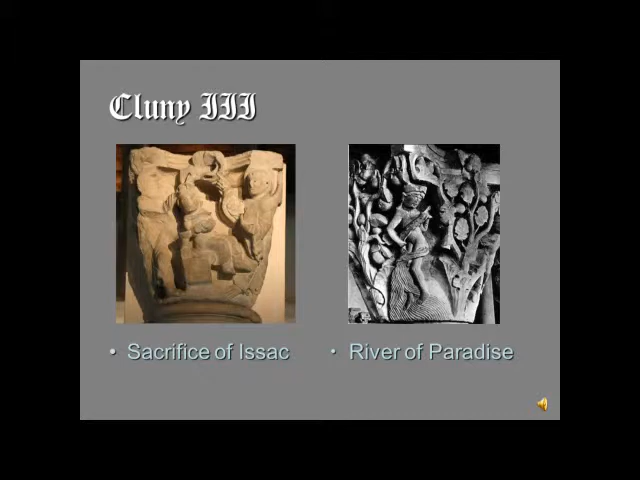 Cluny III
• Sacrifice of Issac
• River of Paradise